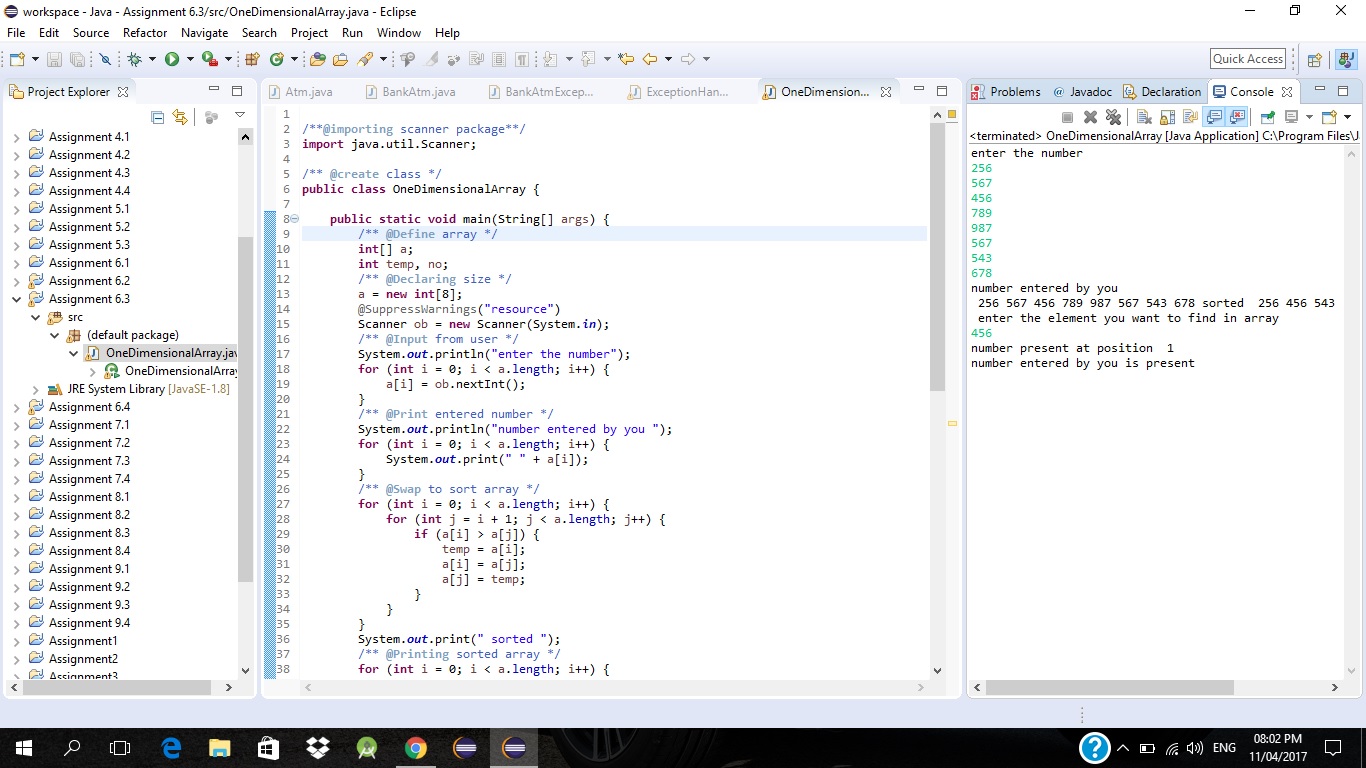 workspace - Java - Assignment 6.3/src/OneDimensionalArray.java - Eclipse
File Edit Source Refactor Navigate Search Project Run Window Help
Quick Access
Project Explorer
Assignment 4.1
Assignment 4.2
Assignment 4.3
Assignment 4.4
Assignment 5.1
Assignment 5.2
Assignment 5.3
Assignment 6.1
Assignment 6.2
Assignment 6.3
src
(default package)
OneDimensionalArray.jav
OneDimensionalArray
JRE System Library [JavaSE-1.8]
Assignment 6.4
Assignment 7.1
Assignment 7.2
Assignment 7.3
Assignment 7.4
Assignment 8.1
Assignment 8.2
Assignment 8.3
Assignment 8.4
Assignment 9.1
Assignment 9.2
Assignment 9.3
Assignment 9.4
Assignment1
Assignment2
Assignment3
Atm.java BankAtm.java BankAtmExcep... ExceptionHan... OneDimension...
1
2 /**@importing scanner package**/
3 import java.util.Scanner;
4
5 /** @create class */
6 public class OneDimensionalArray {
7
8 public static void main(String[] args) {
9 /** @Define array */
10 int[] a;
11 int temp, no;
12 /** @Declaring size */
13 a = new int[8];
14 @SuppressWarnings("resource")
15 Scanner ob = new Scanner(System.in);
16 /** @Input from user */
17 System.out.println("enter the number");
18 for (int i = 0; i < a.length; i++) {
19 a[i] = ob.nextInt();
20 }
21 /** @Print entered number */
22 System.out.println("number entered by you ");
23 for (int i = 0; i < a.length; i++) {
24 System.out.print(" " + a[i]);
25 }
26 /** @Swap to sort array */
27 for (int i = 0; i < a.length; i++) {
28 for (int j = i + 1; j < a.length; j++) {
29 if (a[i] > a[j]) {
30 temp = a[i];
31 a[i] = a[j];
32 a[j] = temp;
33 }
34 }
35 }
36 System.out.print(" sorted ");
37 /** @Printing sorted array */
38 for (int i = 0; i < a.length; i++) {
Problems @ Javadoc Declaration Console
<terminated> OneDimensionalArray [Java Application] C:\Program Files\J
enter the number
256
567
456
789
987
567
543
678
number entered by you
256 567 456 789 987 567 543 678 sorted 256 456 543
enter the element you want to find in array
456
number present at position 1
number entered by you is present
ENG
08:02 PM
11/04/2017